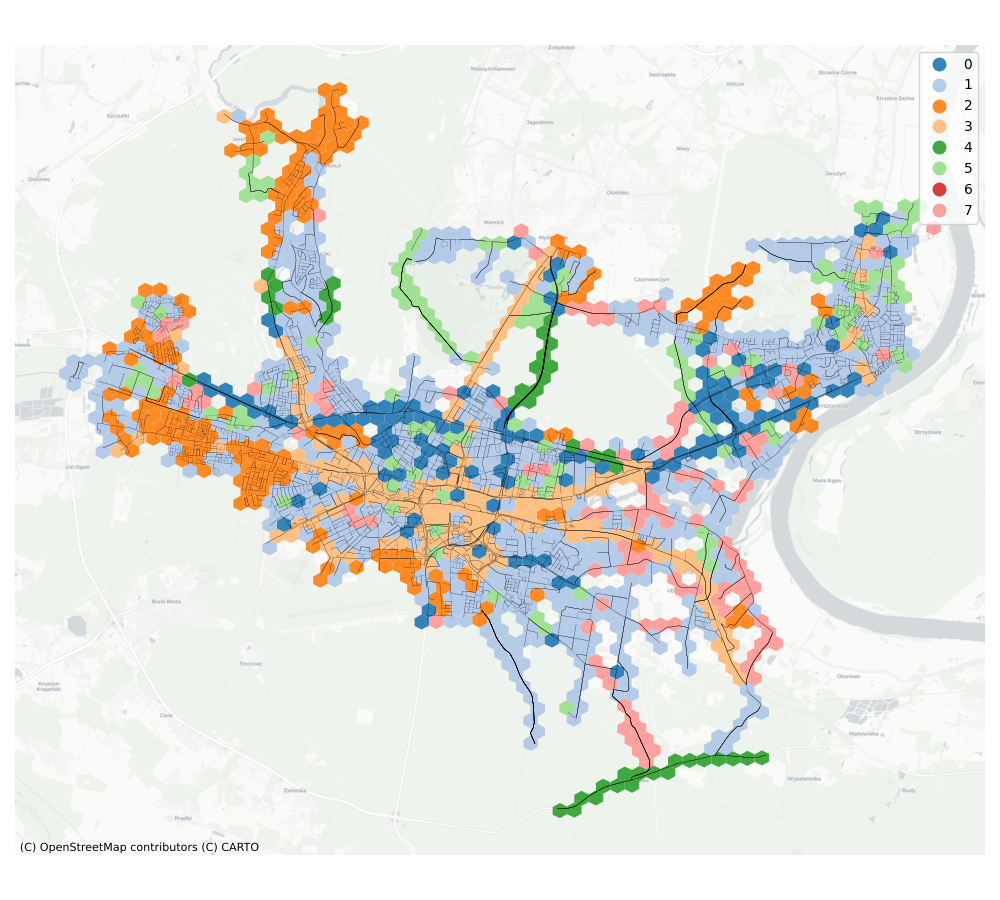 Żołędowo
Maksymilianowo
Jastrzębie
Strzelce Górne
Wilcze
Strzelce Dolne
Szczutki
Jagodowo
Niwy
Jarużyn
Osielsko
Osówiec
Niemcz
Czarnówczyn
Strzyżawa
Lisi Ogon
Mała Kępa
Białe Błota
Trzciniec
Kruszyn
Krajeński
Otorowo
Ciele
Makowiska
Zielonka
Wypaleniska
Rudy
Prądki
0
1
2
3
4
5
6
7
(C) OpenStreetMap contributors (C) CARTO